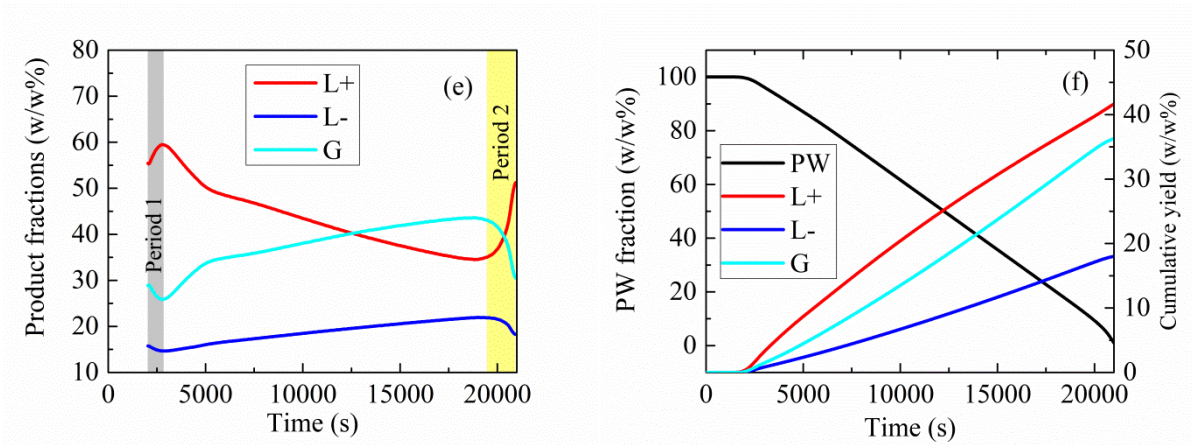 Product fractions (w/w%)
80
70
60
50
40
30
20
10
(e)
L+
L-
G
Period 1
Period 2
0 5000 10000 15000 20000
Time (s)
PW fraction (w/w%)
100
80
60
40
20
0
(f)
PW
L+
L-
G
50
40
30
20
10
0
Cumulative yield (w/w%)
0 5000 10000 15000 20000
Time (s)